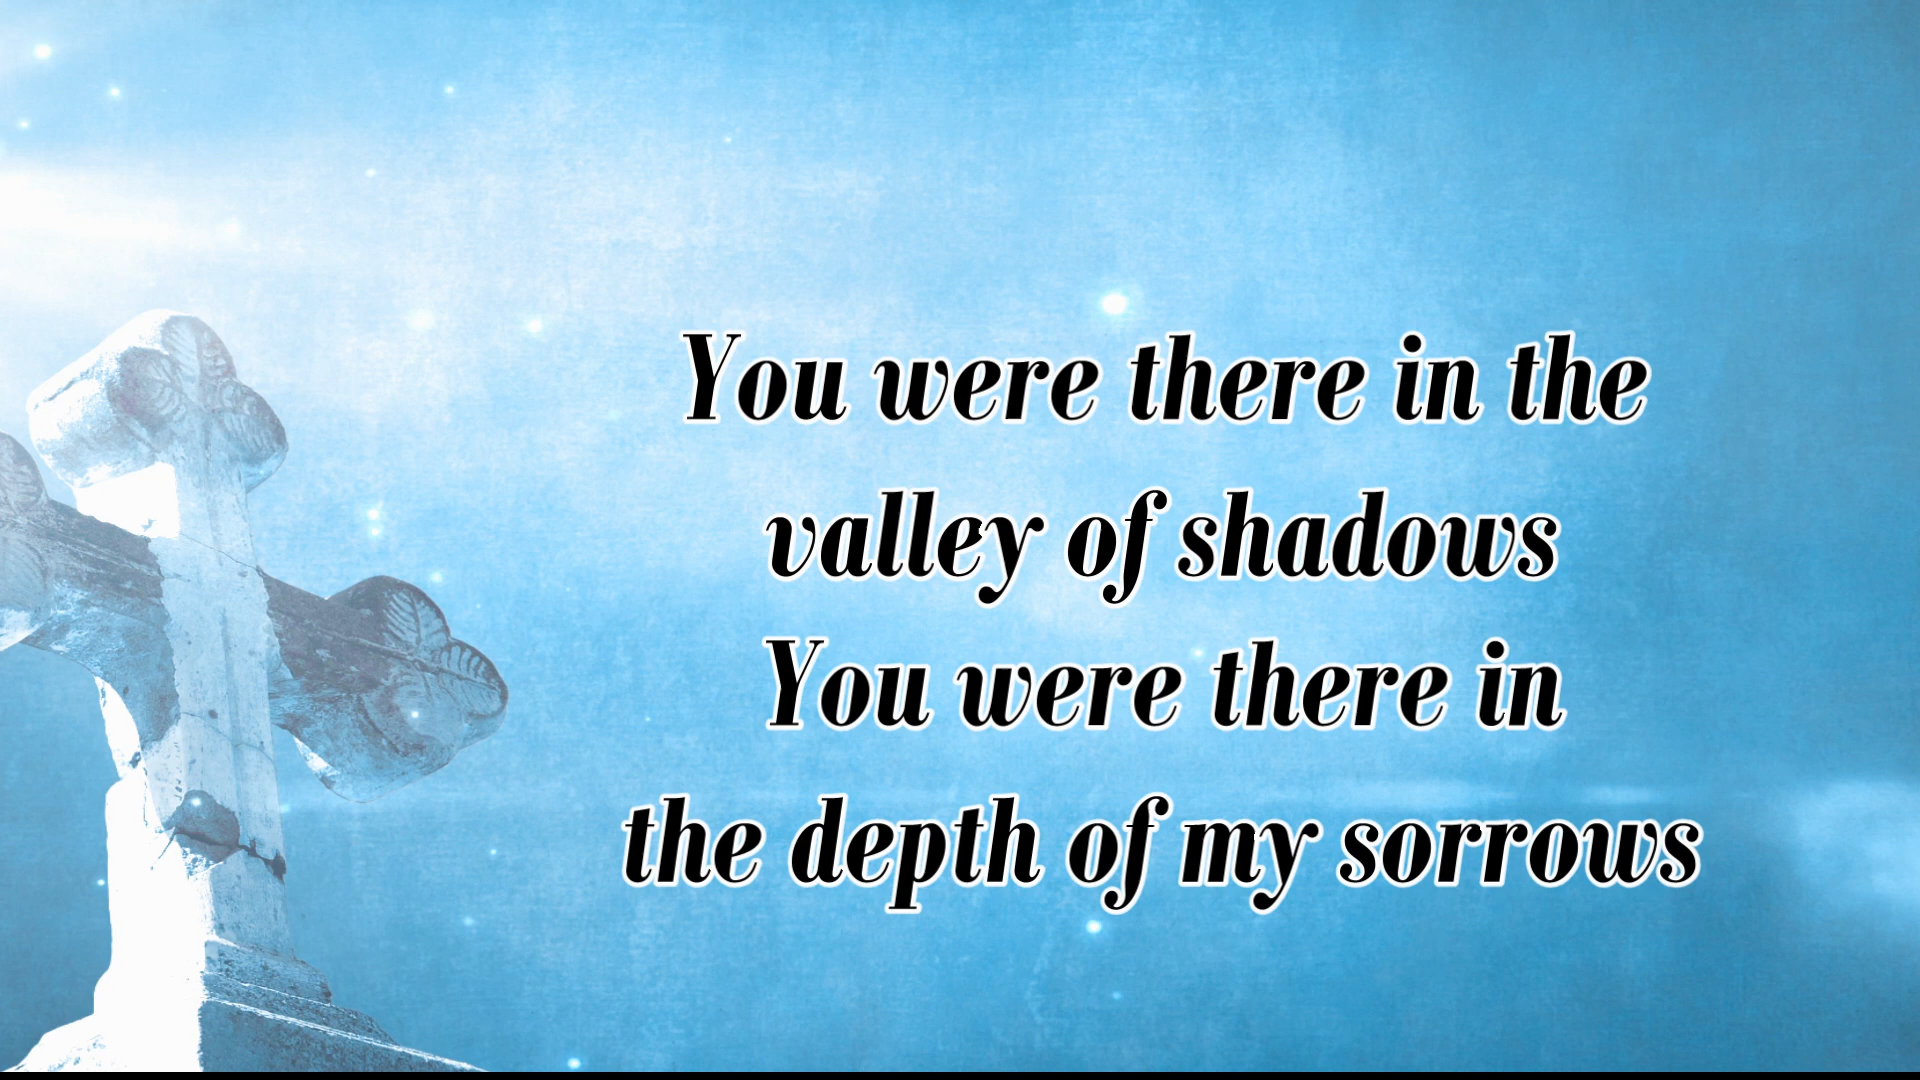 You were there in the
valley of shadows
You were there in
the depth of my sorrows